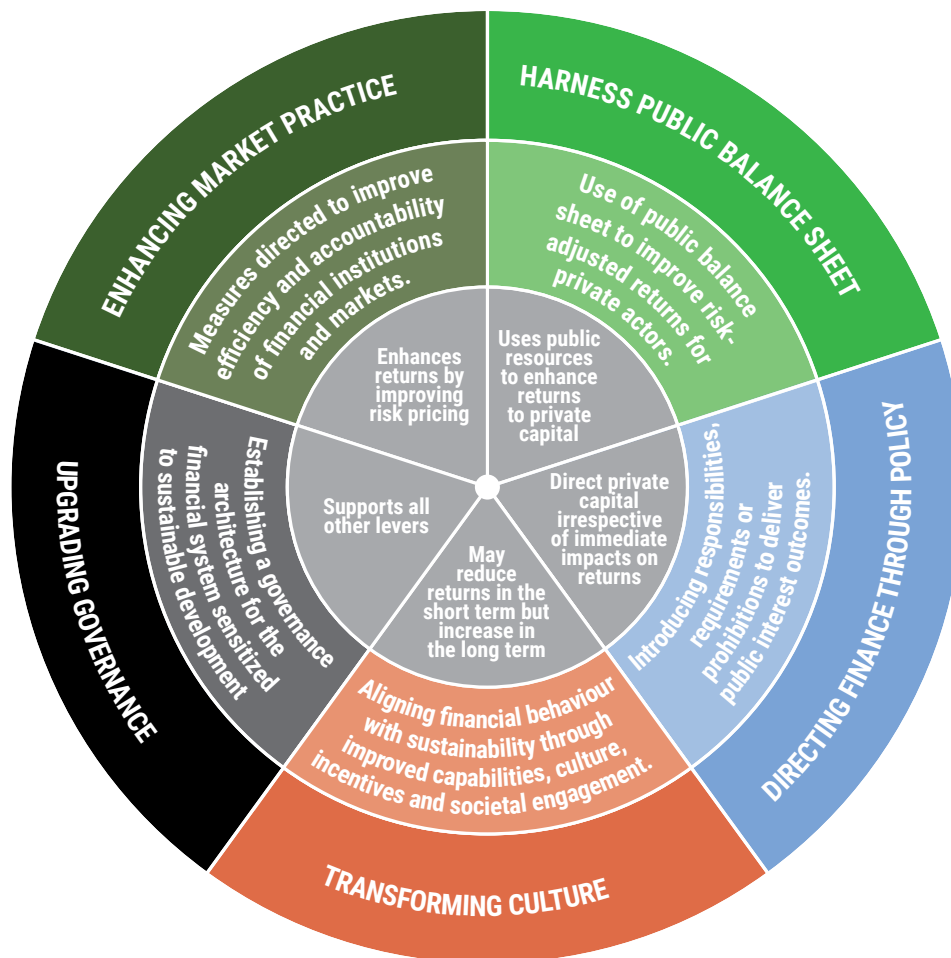 ENHANCING MARKET PRACTICE
Measures directed to improve
efficiency and accountability
of financial institutions
and markets.
Enhances
returns by
improving
risk pricing
HARNESS PUBLIC BALANCE SHEET
Use of public balance
sheet to improve risk-
adjusted returns for
private actors.
Uses public
resources
to enhance
returns
to private
capital
DIRECTING FINANCE THROUGH POLICY
Introducing responsibilities,
requirements or
prohibitions to deliver
public interest outcomes.
Direct private
capital
irrespective
of immediate
impacts on
returns
TRANSFORMING CULTURE
Aligning financial behaviour
with sustainability through
improved capabilities, culture,
incentives and societal engagement.
May
reduce
returns in the
short term but
increase in
the long term
UPGRADING GOVERNANCE
Establishing a governance
architecture for the
financial system sensitized
to sustainable development
Supports all
other levers